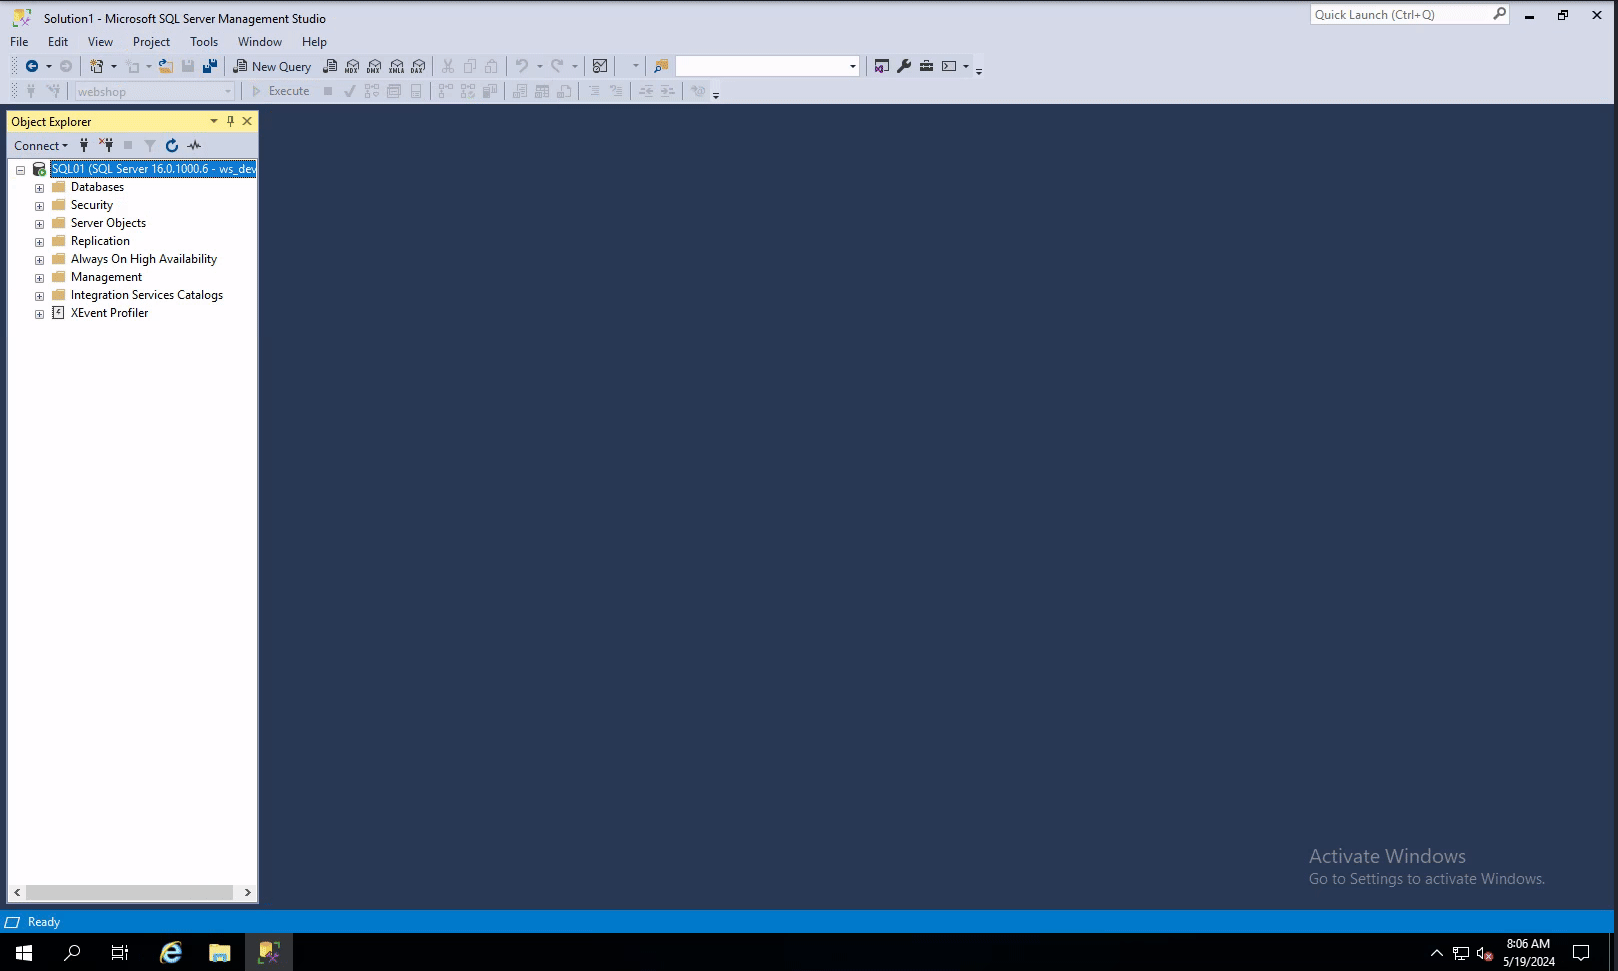 Solution1 - Microsoft SQL Server Management Studio
Quick Launch (Ctrl+Q)
File Edit View Project Tools Window Help
New Query
MDX DMX XMLA DAX
webshop
Execute
Object Explorer
Connect
SQL01 (SQL Server 16.0.1000.6 - ws_dev
Databases
Security
Server Objects
Replication
Always On High Availability
Management
Integration Services Catalogs
XEvent Profiler
Activate Windows
Go to Settings to activate Windows.
Ready
8:06 AM
5/19/2024